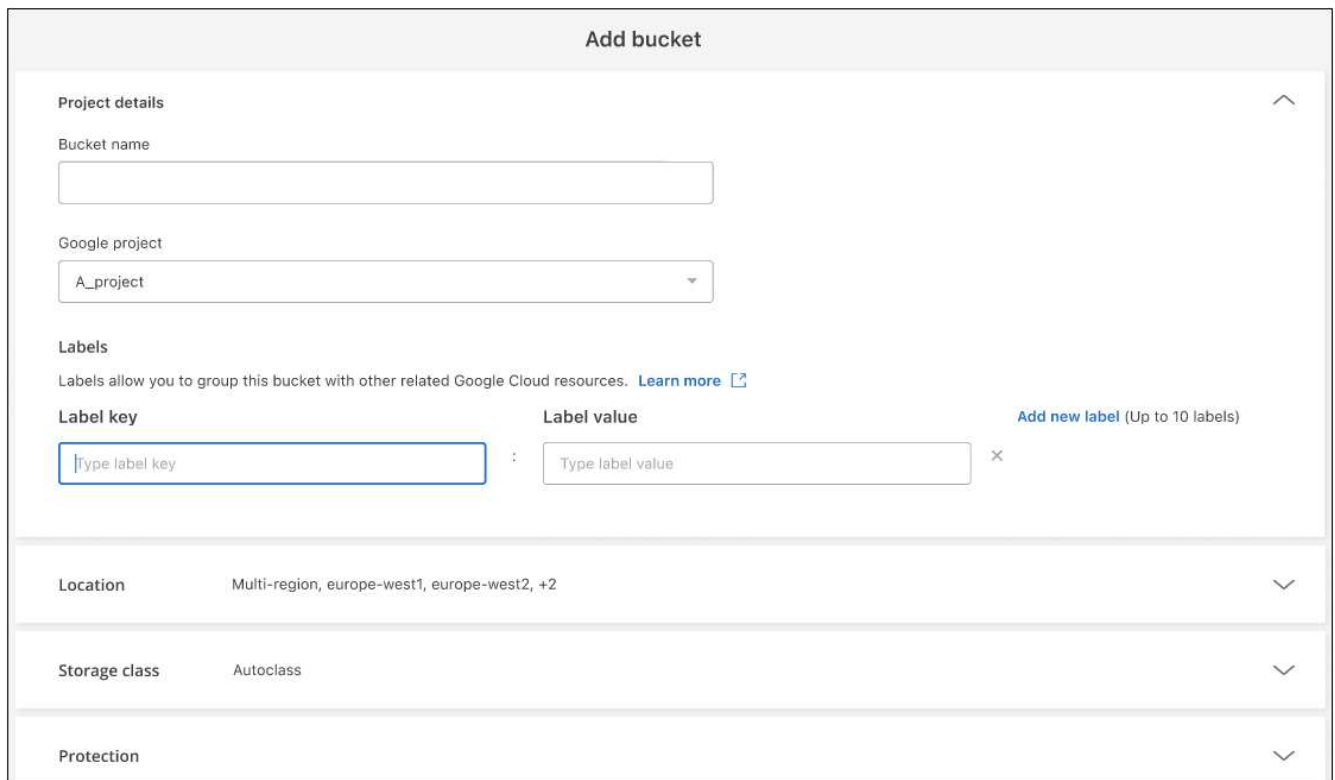 Add bucket
Project details
Bucket name
Google project
A_project
Labels
Labels allow you to group this bucket with other related Google Cloud resources. Learn more
Label key Label value Add new label (Up to 10 labels)
Type label key : Type label value ×
Location Multi-region, europe-west1, europe-west2, +2
Storage class Autoclass
Protection